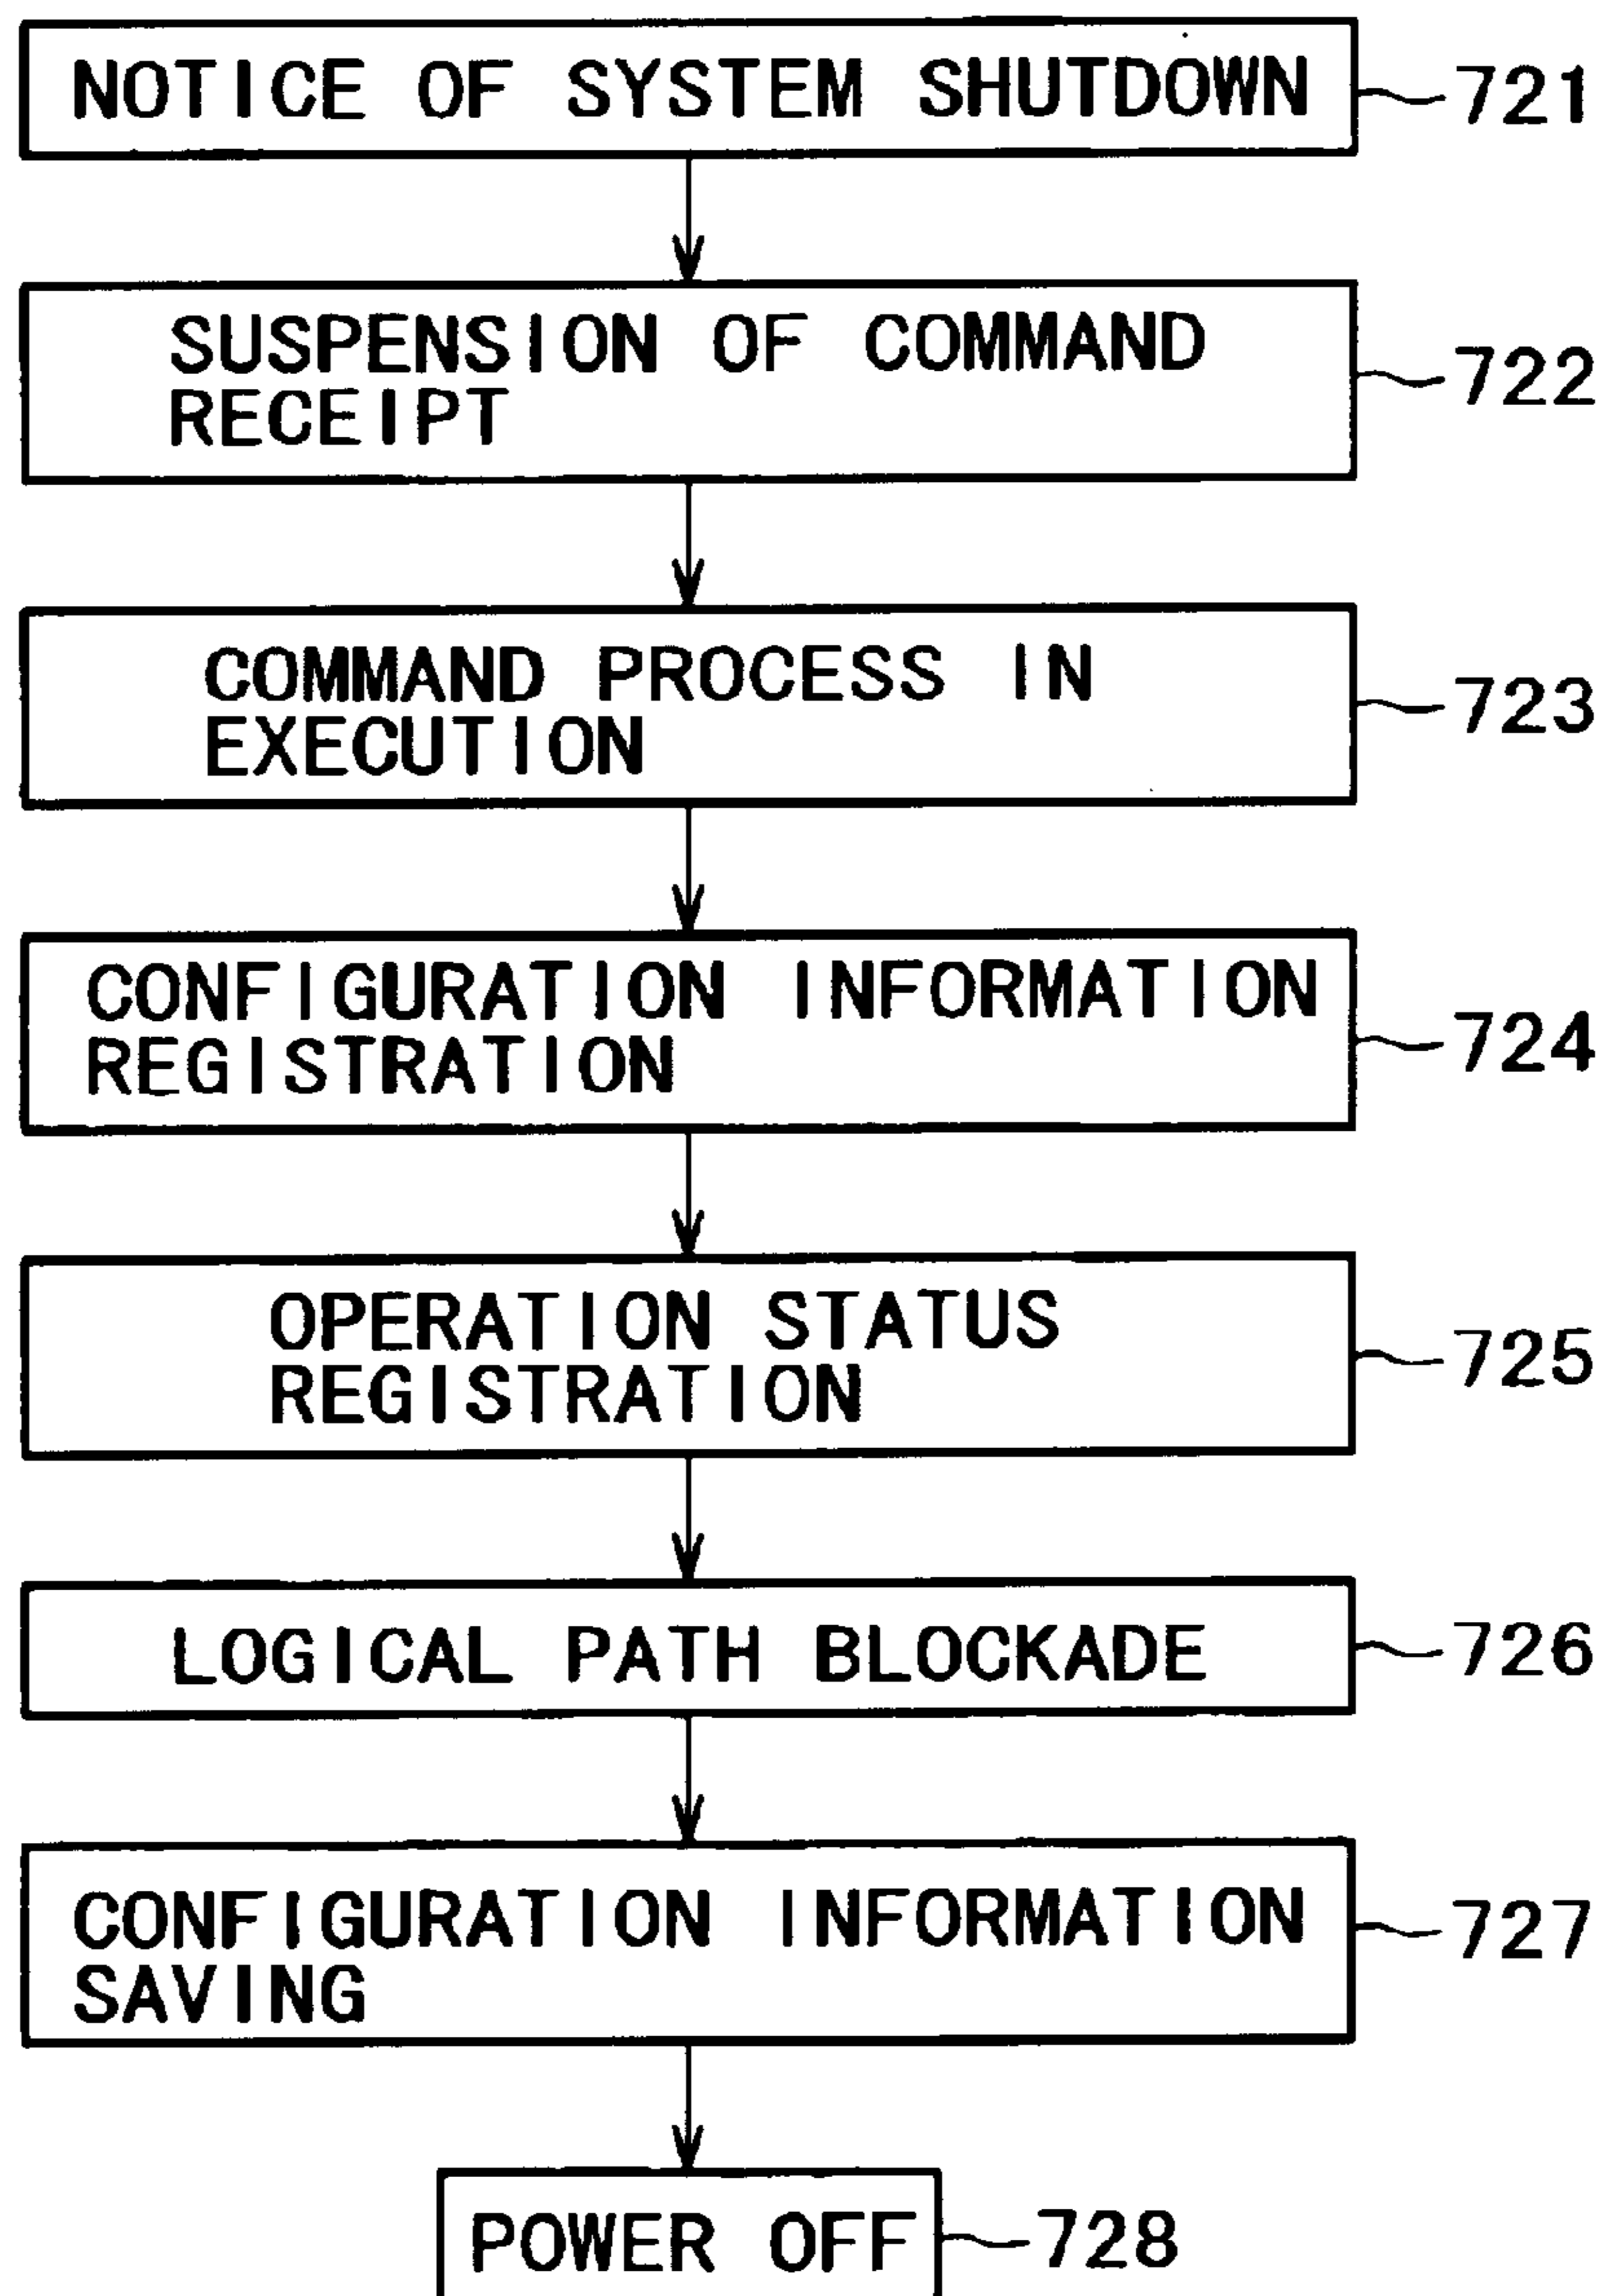 NOTICE OF SYSTEM SHUTDOWN
721
SUSPENSION OF COMMAND
RECEIPT
722
COMMAND PROCESS IN
EXECUTION
723
CONFIGURATION INFORMATION
REGISTRATION
724
OPERATION STATUS
REGISTRATION
725
LOGICAL PATH BLOCKADE
726
CONFIGURATION INFORMATION
SAVING
727
POWER OFF
728